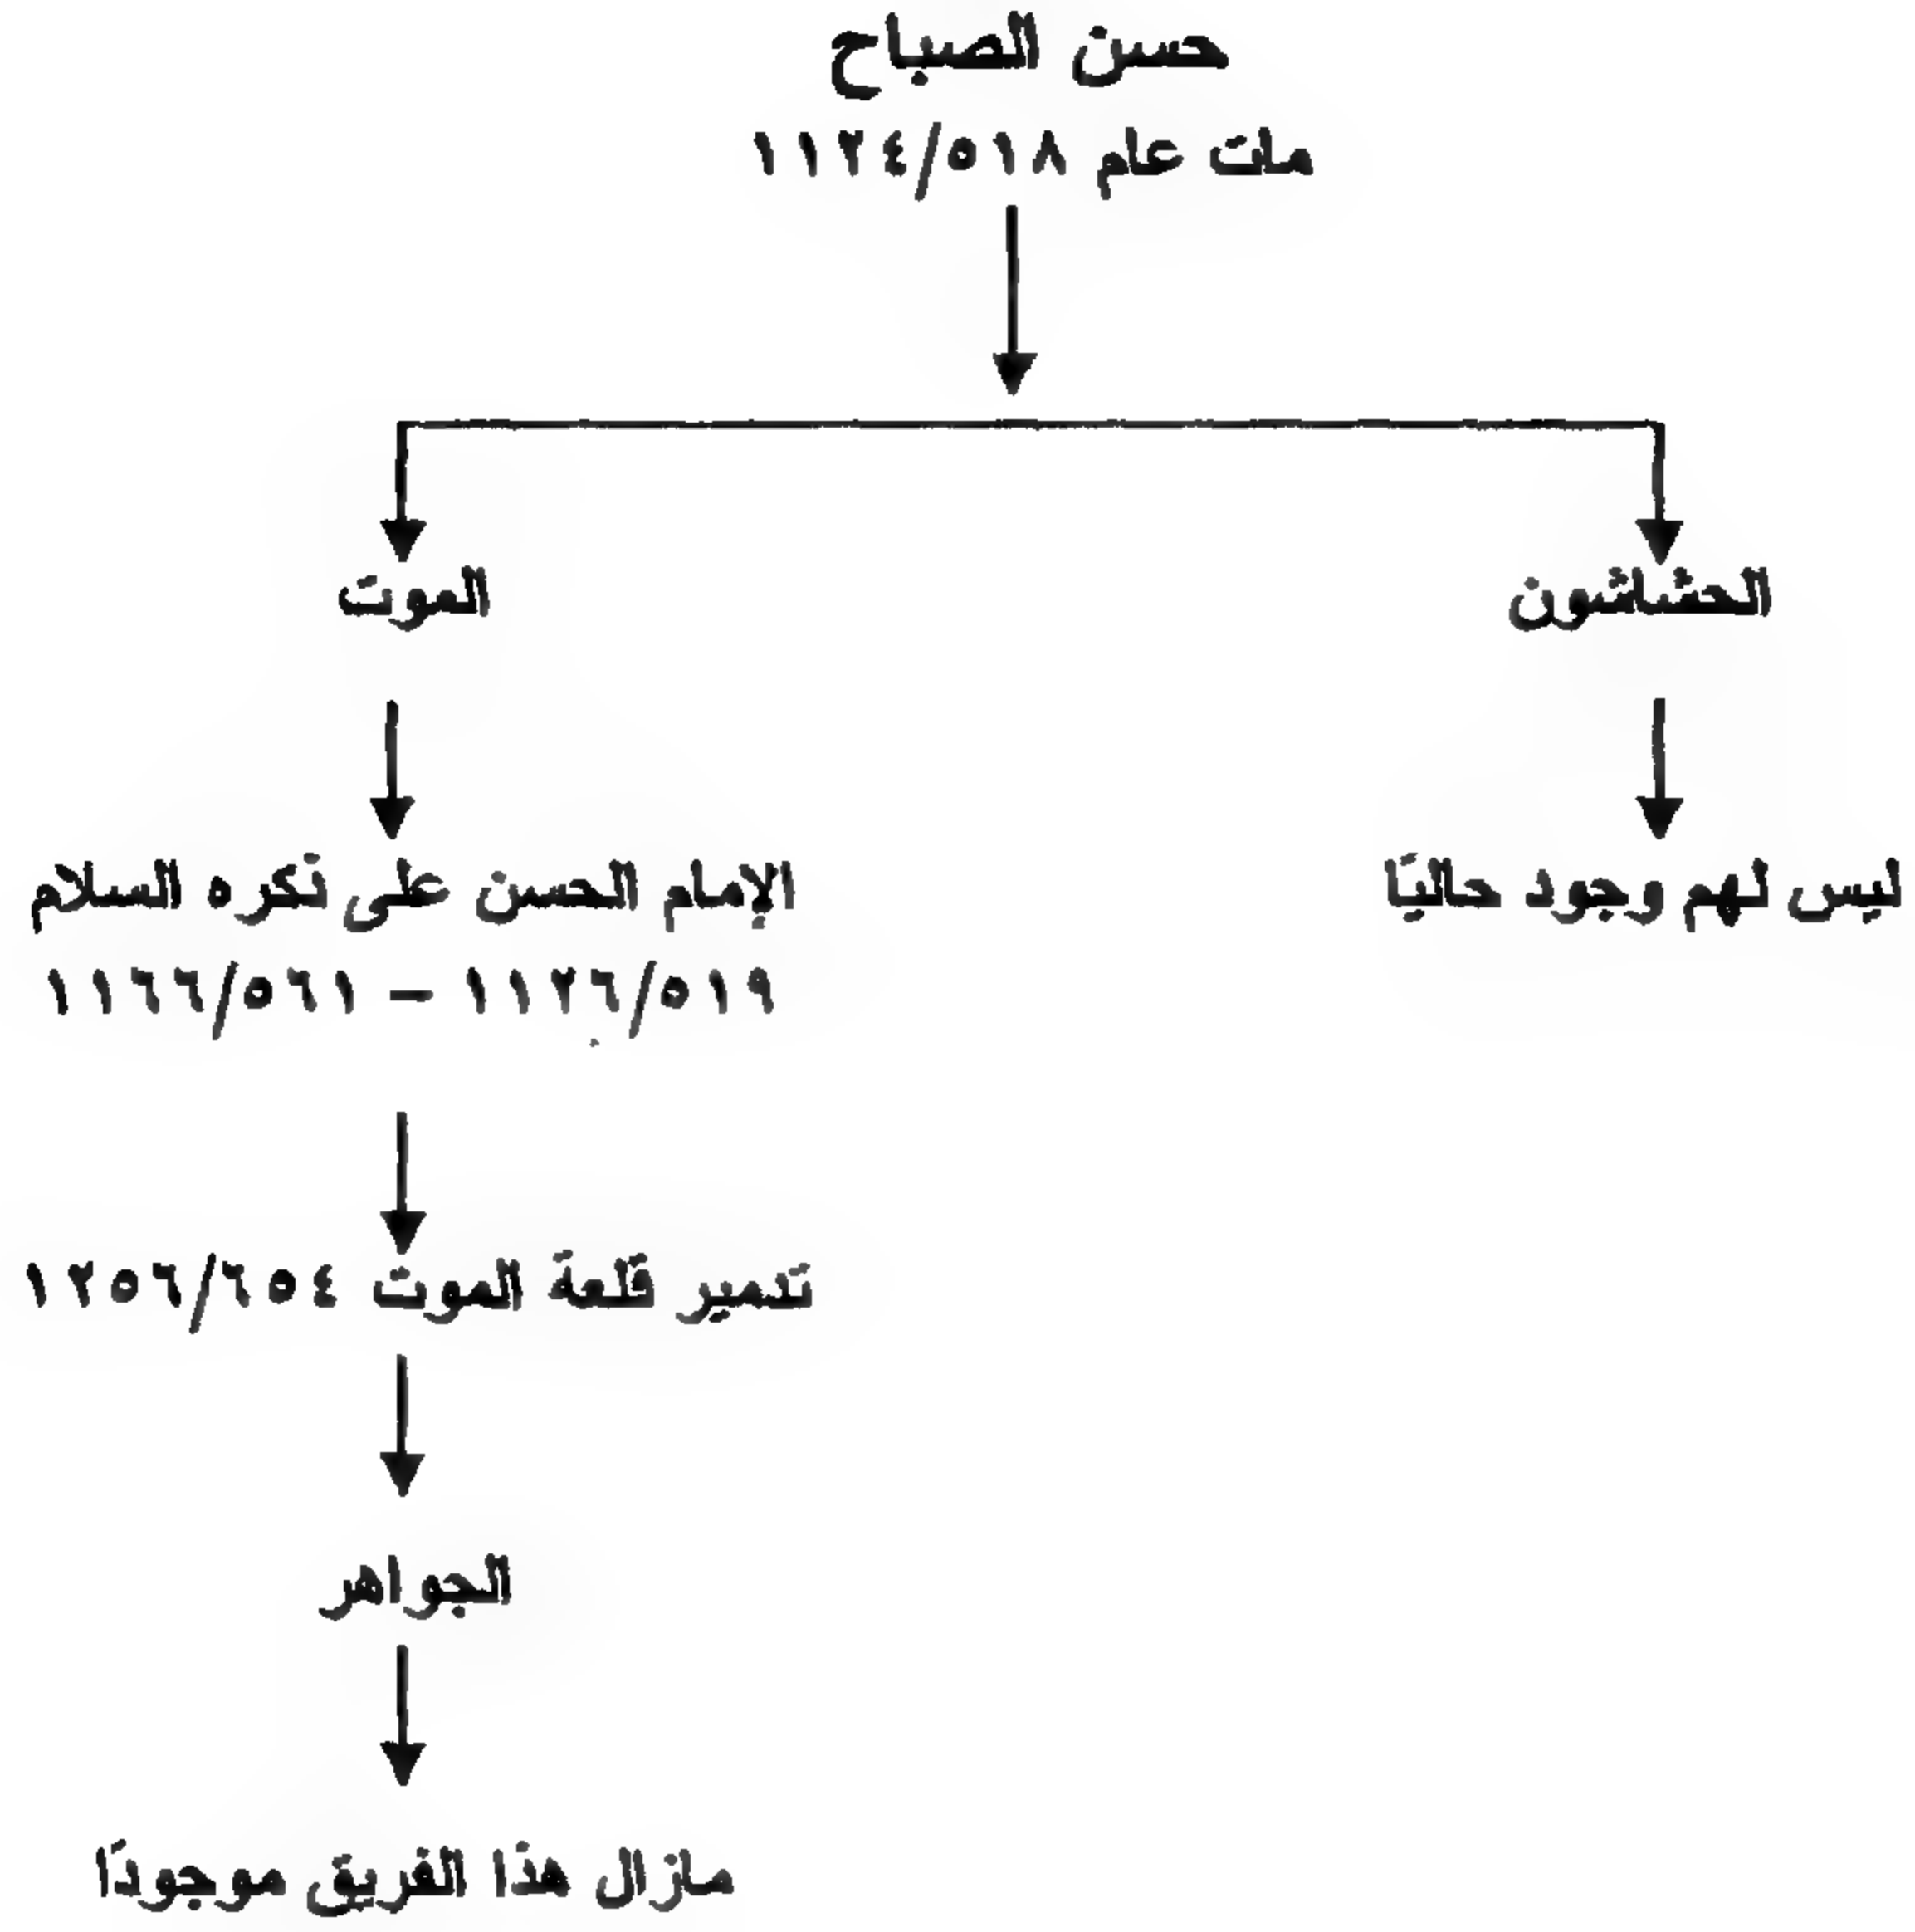 حسن الصباح
مات عام ٥١٨/١١٢٤
الحشاشون
الموت
ليس لهم وجود حاليًا
الإمام الحسن على ذكره السلام
٥١٩/١١٢٦ – ٥٦١/١١٦٦
تدمير قلعة الموت ٦٥٤/١٢٥٦
الجواهر
مازال هذا الفريق موجودًا